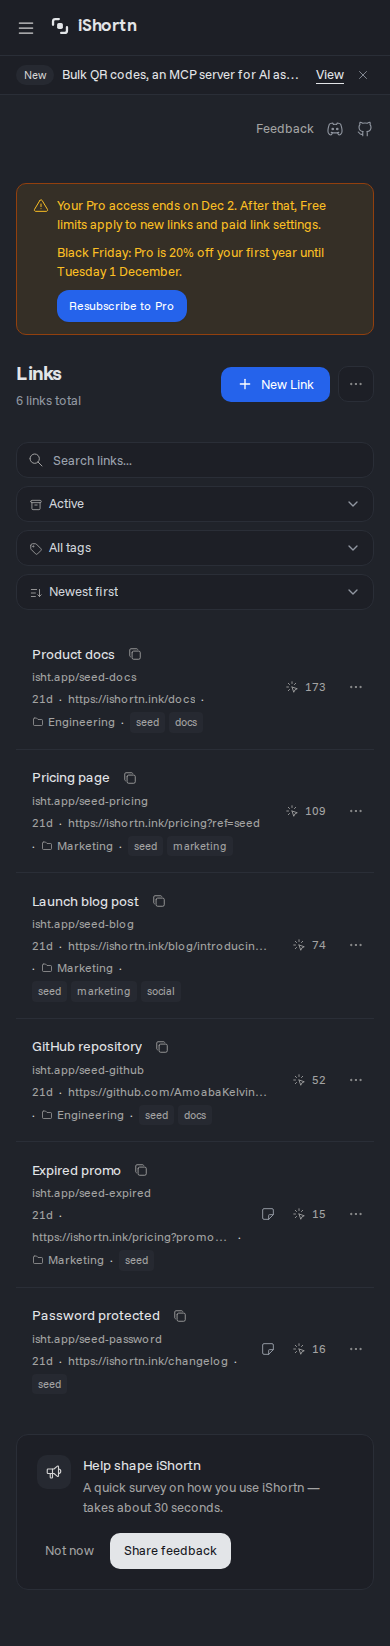 iShortn
New Bulk QR codes, an MCP server for AI as... View
Feedback
Your Pro access ends on Dec 2. After that, Free
limits apply to new links and paid link settings.
Black Friday: Pro is 20% off your first year until
Tuesday 1 December.
Resubscribe to Pro
Links
6 links total
New Link
Search links...
Active
All tags
Newest first
Product docs
isht.app/seed-docs
21d · https://ishortn.ink/docs ·
Engineering · seed docs
173
Pricing page
isht.app/seed-pricing
21d · https://ishortn.ink/pricing?ref=seed
· Marketing · seed marketing
109
Launch blog post
isht.app/seed-blog
21d · https://ishortn.ink/blog/introducin...
· Marketing ·
seed marketing social
74
GitHub repository
isht.app/seed-github
21d · https://github.com/AmoabaKelvin...
· Engineering · seed docs
52
Expired promo
isht.app/seed-expired
21d ·
https://ishortn.ink/pricing?promo... ·
Marketing · seed
15
Password protected
isht.app/seed-password
21d · https://ishortn.ink/changelog ·
seed
16
Help shape iShortn
A quick survey on how you use iShortn —
takes about 30 seconds.
Not now Share feedback